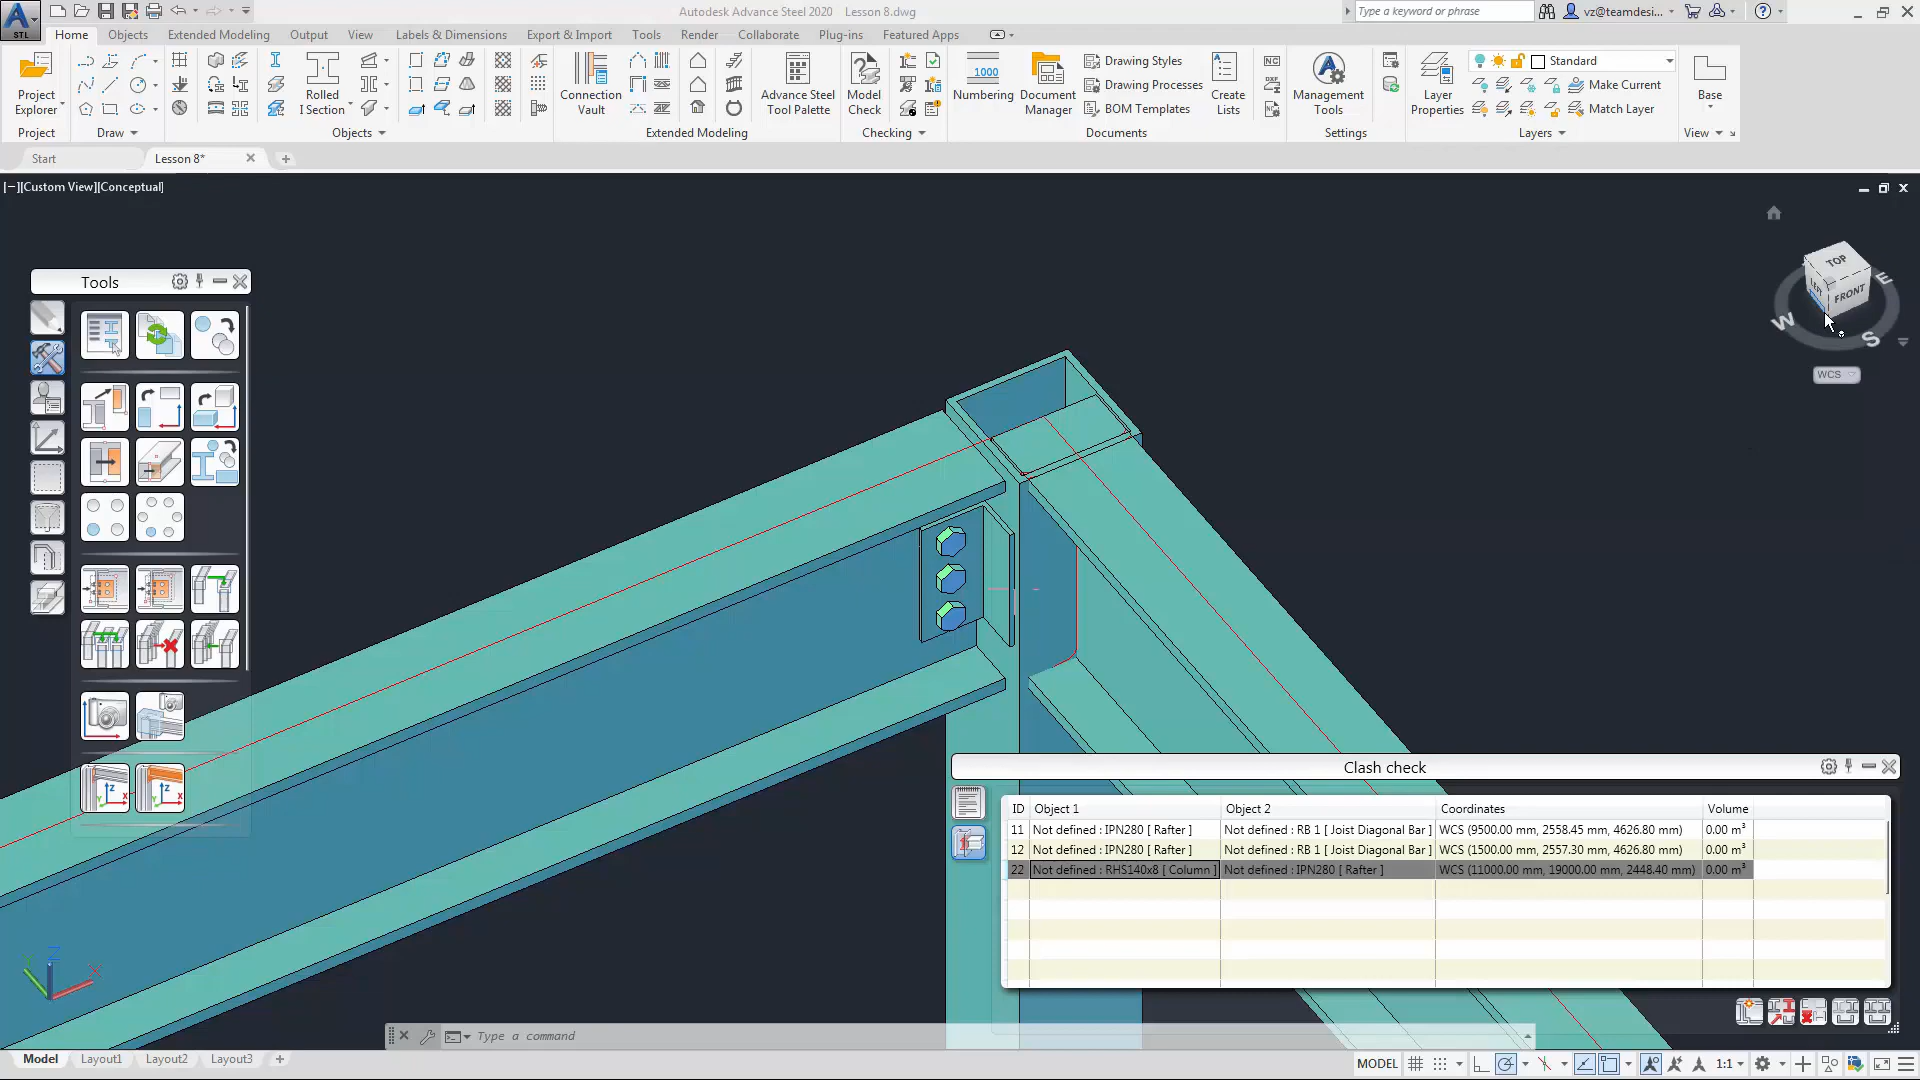 Autodesk Advance Steel 2020 Lesson 8.dwg
Type a keyword or phrase
vz@teamdesi...
STL
Home Objects Extended Modeling Output View Labels & Dimensions Export & Import Tools Render Collaborate Plug-ins Featured Apps
Project Explorer
Rolled I Section
Connection Vault
Advance Steel Tool Palette
Model Check
1000
Numbering
Document Manager
Drawing Styles
Drawing Processes
BOM Templates
Create Lists
NC
DXF
NC
Management Tools
Layer Properties
Standard
Make Current
Match Layer
Base
Project Draw Objects Extended Modeling Checking Documents Settings Layers View
Start Lesson 8*
[−][Custom View][Conceptual]
TOP
LEFT FRONT
W S E
WCS
Tools
Clash check
ID Object 1 Object 2 Coordinates Volume
11 Not defined : IPN280 [ Rafter ] Not defined : RB 1 [ Joist Diagonal Bar ] WCS (9500.00 mm, 2558.45 mm, 4626.80 mm) 0.00 m³
12 Not defined : IPN280 [ Rafter ] Not defined : RB 1 [ Joist Diagonal Bar ] WCS (1500.00 mm, 2557.30 mm, 4626.80 mm) 0.00 m³
22 Not defined : RHS140x8 [ Column ] Not defined : IPN280 [ Rafter ] WCS (11000.00 mm, 19000.00 mm, 2448.40 mm) 0.00 m³
Y Z X
Type a command
Model Layout1 Layout2 Layout3
MODEL 1:1